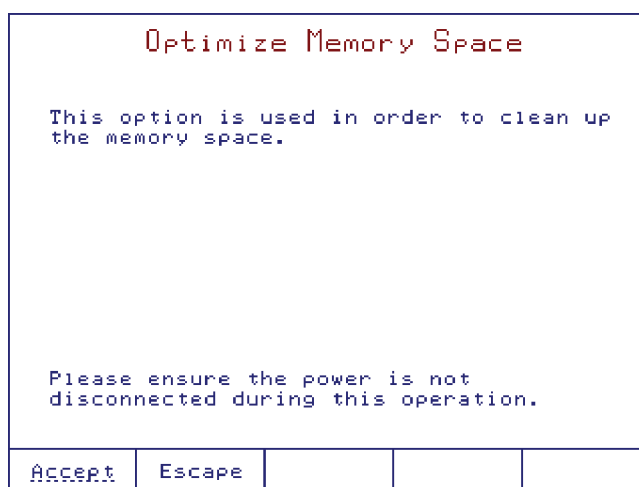 Optimize Memory Space
This option is used in order to clean up
the memory space.
Please ensure the power is not
disconnected during this operation.
Accept Escape